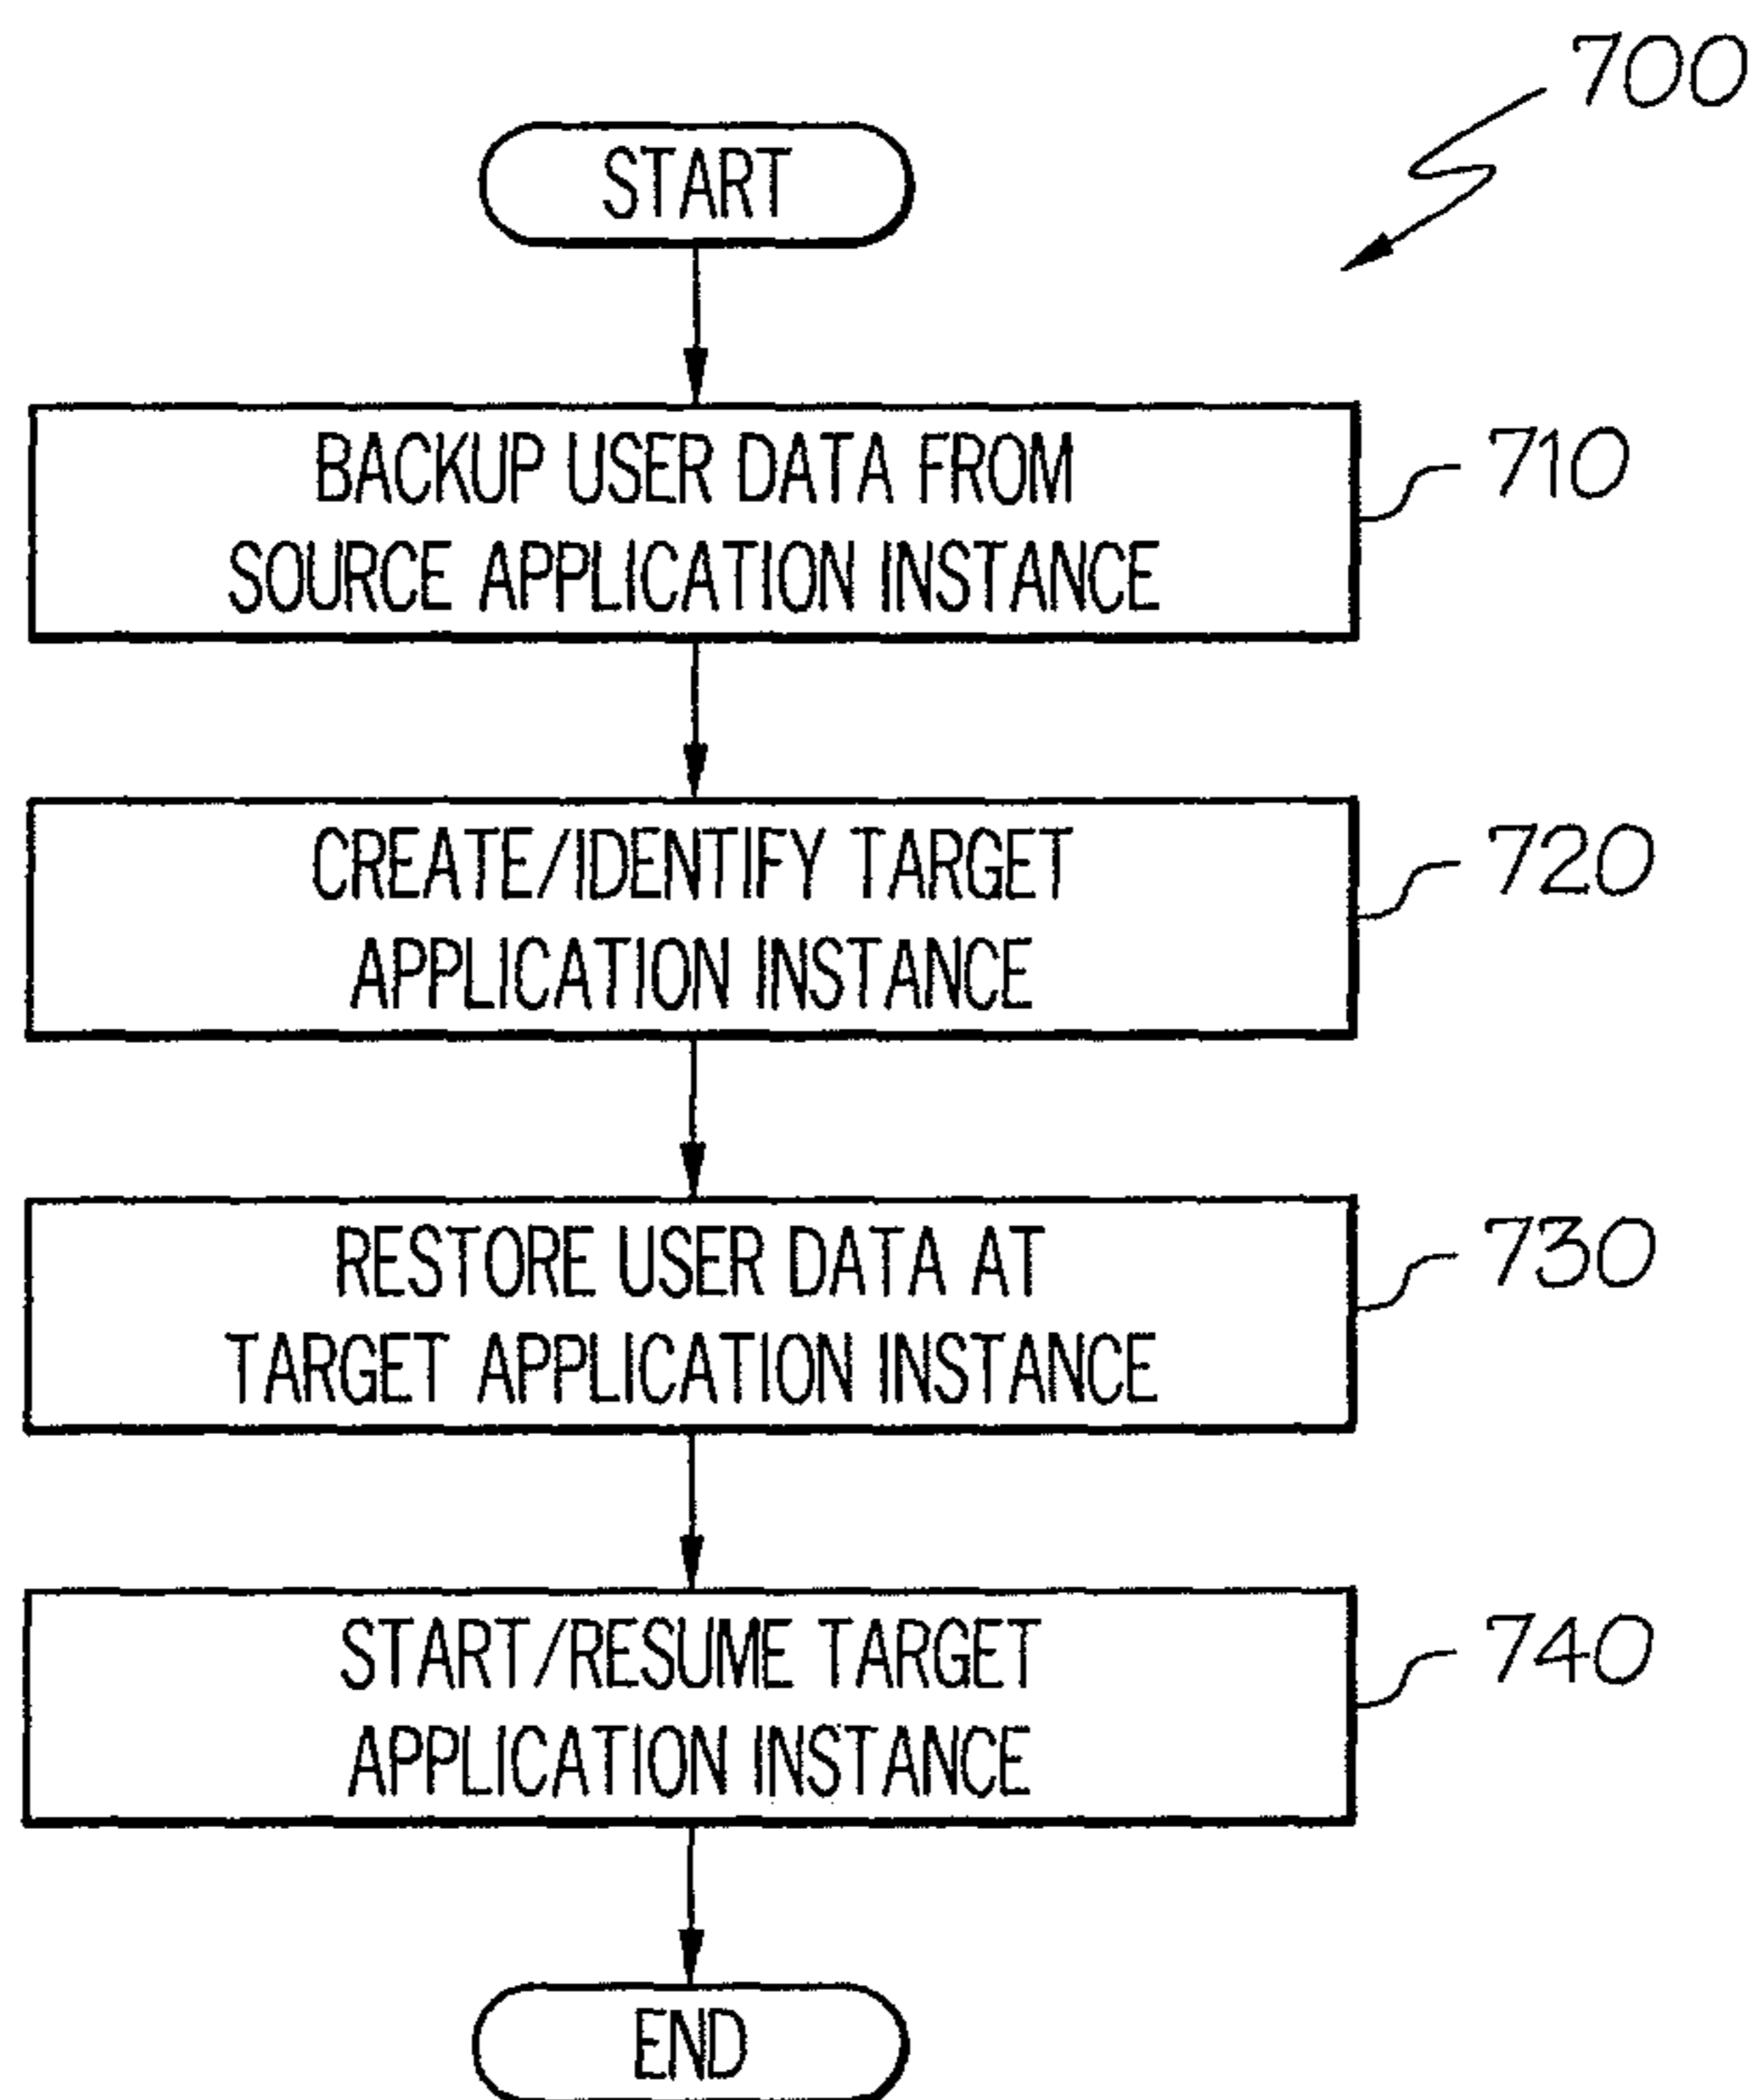 700
START
BACKUP USER DATA FROM
SOURCE APPLICATION INSTANCE
710
CREATE/IDENTIFY TARGET
APPLICATION INSTANCE
720
RESTORE USER DATA AT
TARGET APPLICATION INSTANCE
730
START/RESUME TARGET
APPLICATION INSTANCE
740
END